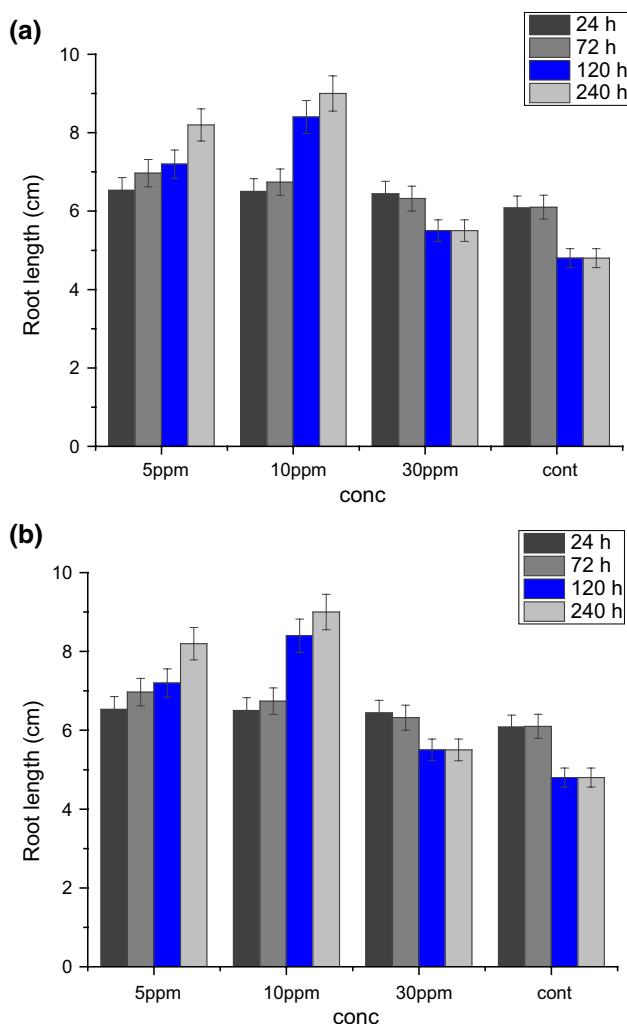 (a)
24 h
72 h
120 h
240 h
10
8
6
4
2
0
Root length (cm)
5ppm 10ppm 30ppm cont
conc
(b)
24 h
72 h
120 h
240 h
10
8
6
4
2
0
Root length (cm)
5ppm 10ppm 30ppm cont
conc